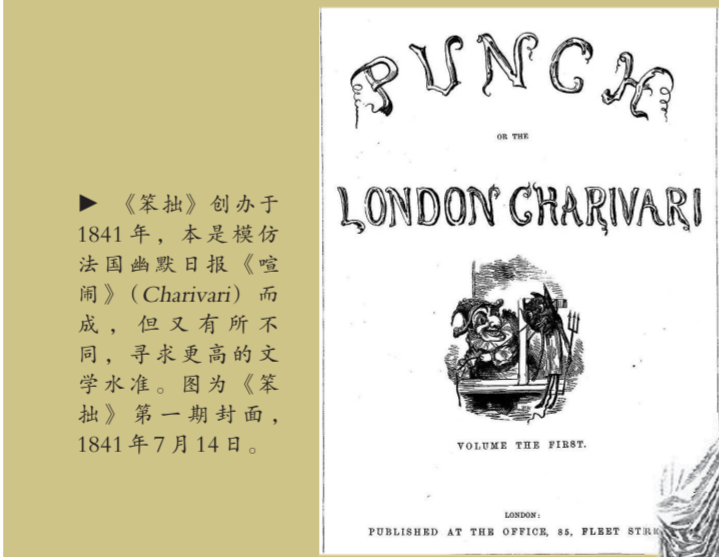 ▶ 《笨拙》创办于
1841 年，本是模仿
法国幽默日报《喧
闹》（Charivari）而
成，但又有所不
同，寻求更高的文
学水准。图为《笨
拙》第一期封面，
1841 年 7 月 14 日。
PUNCH
OR THE
LONDON CHARIVARI
VOLUME THE FIRST.
LONDON:
PUBLISHED AT THE OFFICE, 85, FLEET